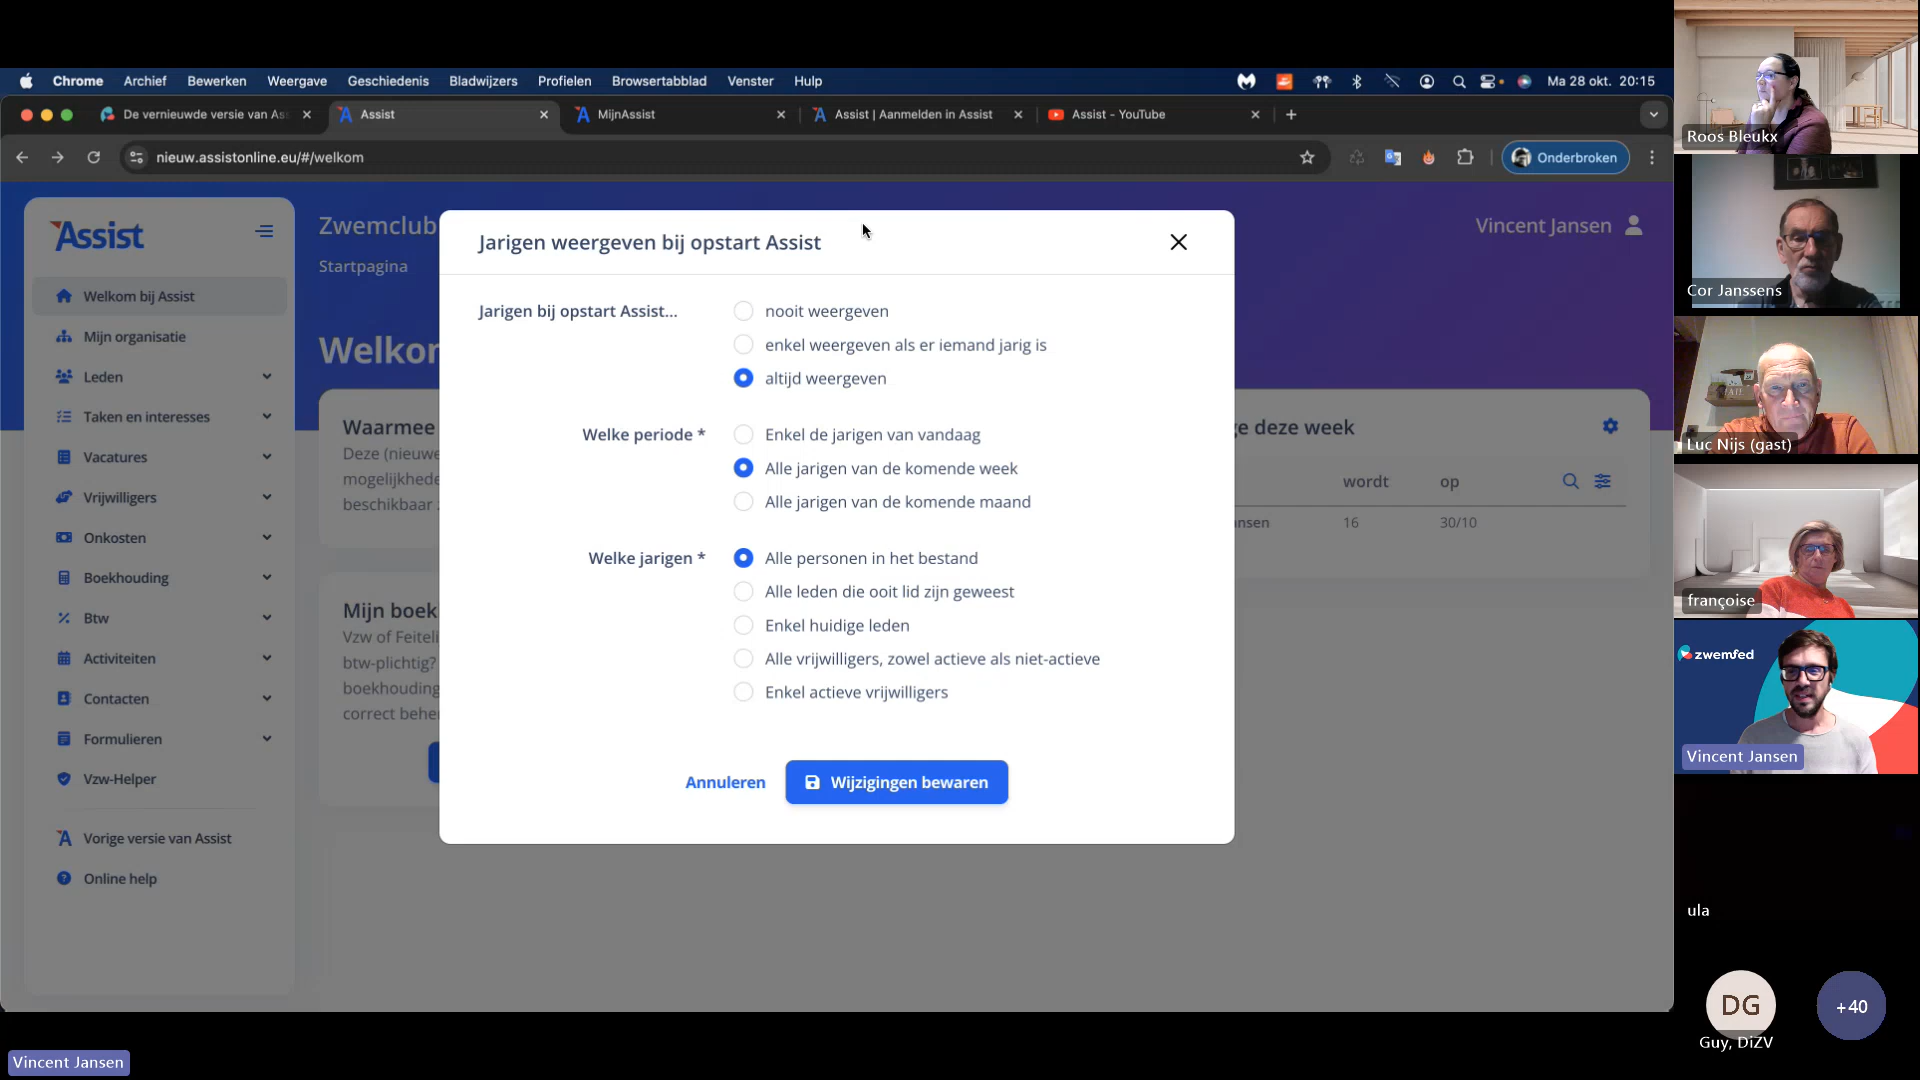 Chrome Archief Bewerken Weergave Geschiedenis Bladwijzers Profielen Browsertabblad Venster Hulp Ma 28 okt. 20:15
De vernieuwde versie van Ass Assist MijnAssist Assist | Aanmelden in Assist Assist - YouTube
nieuw.assistonline.eu/#/welkom Onderbroken
Assist
Welkom bij Assist
Mijn organisatie
Leden
Taken en interesses
Vacatures
Vrijwilligers
Onkosten
Boekhouding
Btw
Activiteiten
Contacten
Formulieren
Vzw-Helper
Vorige versie van Assist
Online help
Zwemclub
Vincent Jansen
Startpagina
Welkom
Waarmee
Deze (nieuwe
mogelijkhede
beschikbaar
Mijn boek
Vzw of Feiteli
btw-plichtig?
boekhouding
correct behe
ge deze week
wordt op
ansen 16 30/10
Jarigen weergeven bij opstart Assist
Jarigen bij opstart Assist...
nooit weergeven
enkel weergeven als er iemand jarig is
altijd weergeven
Welke periode *
Enkel de jarigen van vandaag
Alle jarigen van de komende week
Alle jarigen van de komende maand
Welke jarigen *
Alle personen in het bestand
Alle leden die ooit lid zijn geweest
Enkel huidige leden
Alle vrijwilligers, zowel actieve als niet-actieve
Enkel actieve vrijwilligers
Annuleren Wijzigingen bewaren
Roos Bleukx
Cor Janssens
Luc Nijs (gast)
françoise
zwemfed
Vincent Jansen
ula
DG
+40
Guy, DiZV
Vincent Jansen